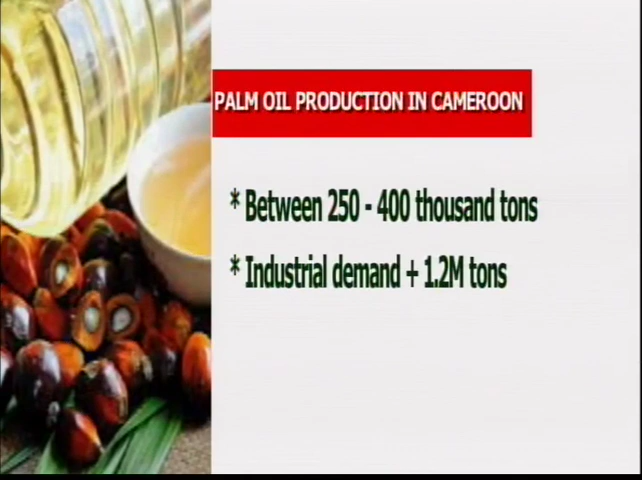 PALM OIL PRODUCTION IN CAMEROON
* Between 250 - 400 thousand tons
* Industrial demand + 1.2M tons